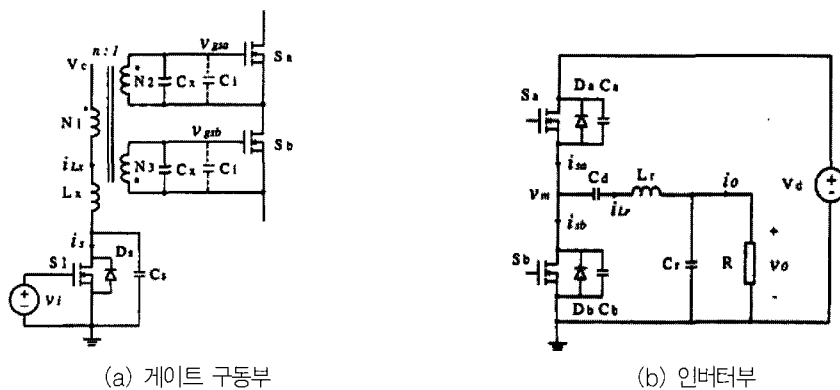 n:1
Vc
N1
iLx
Lx
is
S1
Ds
Cs
vi
N2
Cx
Ci
vgsa
Sa
N3
Cx
Ci
vgsb
Sb
(a) 게이트 구동부
Sa
Da Ca
isa
vm
Cd
Lr
iLr
io
isb
Sb
Db Cb
Cr
R
+
vo
-
Vd
(b) 인버터부